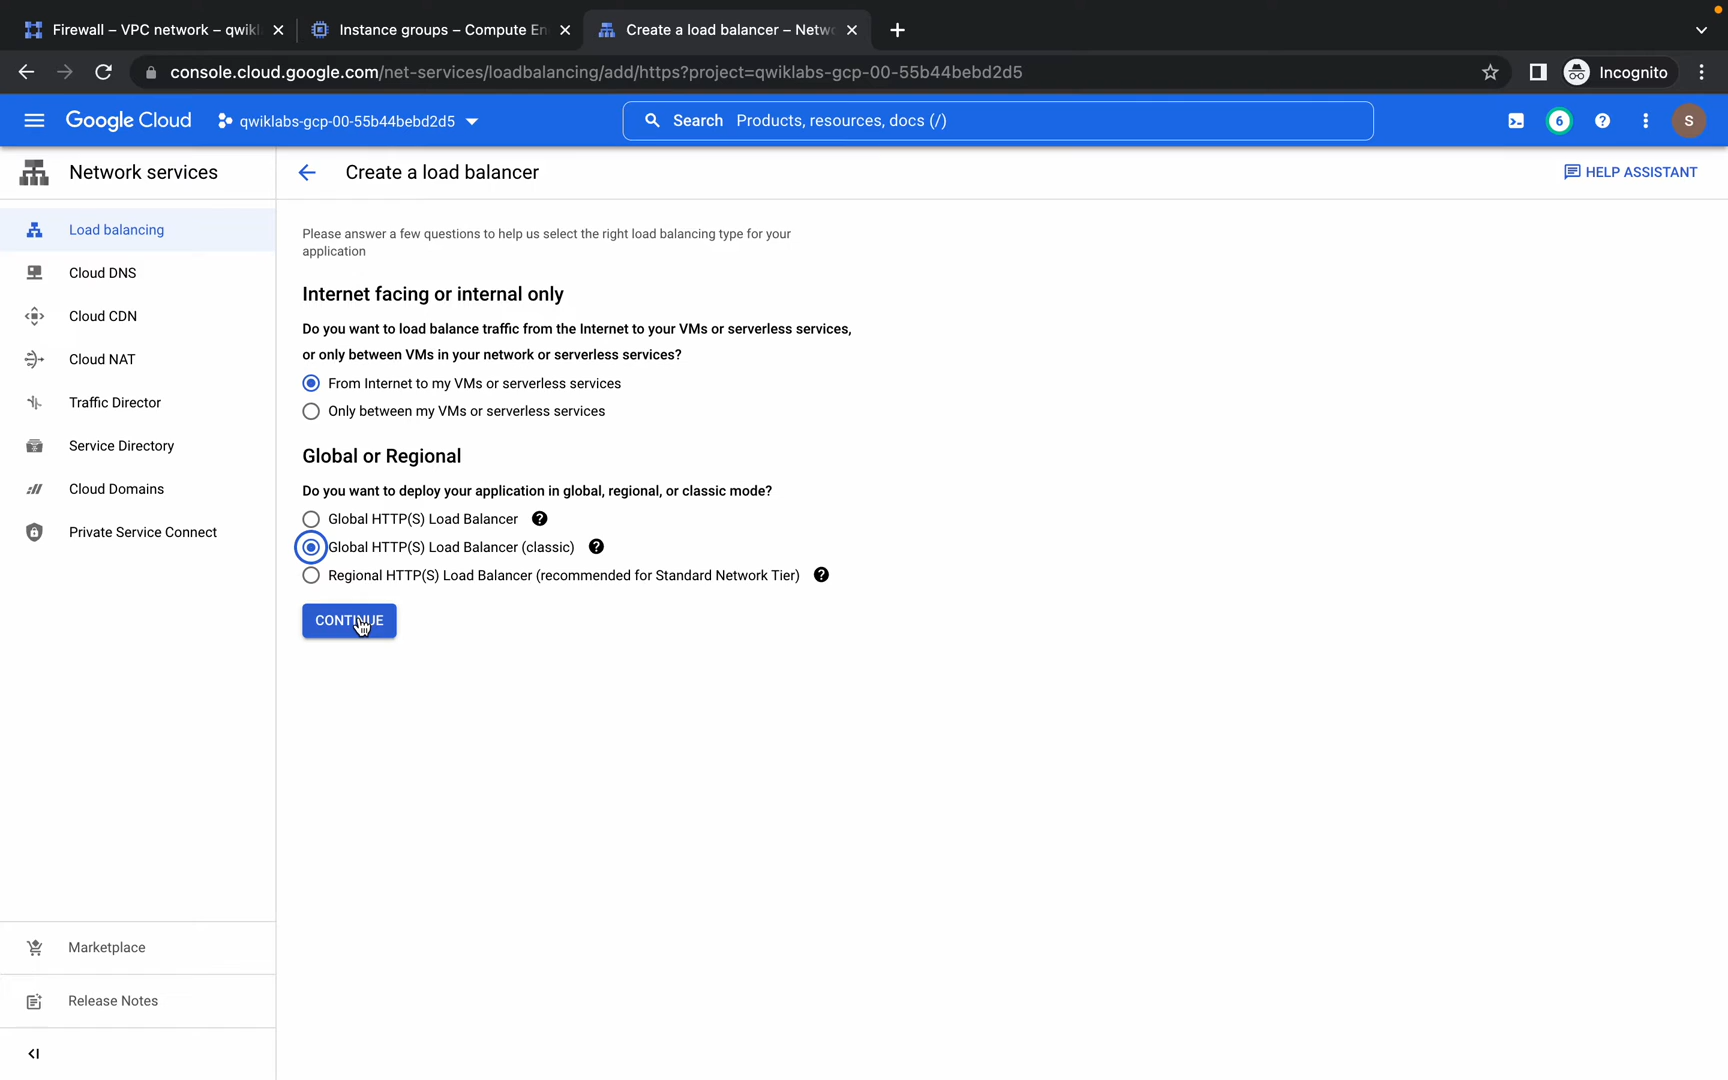 Firewall – VPC network – qwikl
Instance groups – Compute En
Create a load balancer – Netw
console.cloud.google.com/net-services/loadbalancing/add/https?project=qwiklabs-gcp-00-55b44bebd2d5
Incognito
Google Cloud
qwiklabs-gcp-00-55b44bebd2d5
Search Products, resources, docs (/)
6
S
Network services
Create a load balancer
HELP ASSISTANT
Load balancing
Cloud DNS
Cloud CDN
Cloud NAT
Traffic Director
Service Directory
Cloud Domains
Private Service Connect
Please answer a few questions to help us select the right load balancing type for your
application
Internet facing or internal only
Do you want to load balance traffic from the Internet to your VMs or serverless services,
or only between VMs in your network or serverless services?
From Internet to my VMs or serverless services
Only between my VMs or serverless services
Global or Regional
Do you want to deploy your application in global, regional, or classic mode?
Global HTTP(S) Load Balancer
Global HTTP(S) Load Balancer (classic)
Regional HTTP(S) Load Balancer (recommended for Standard Network Tier)
CONTINUE
Marketplace
Release Notes